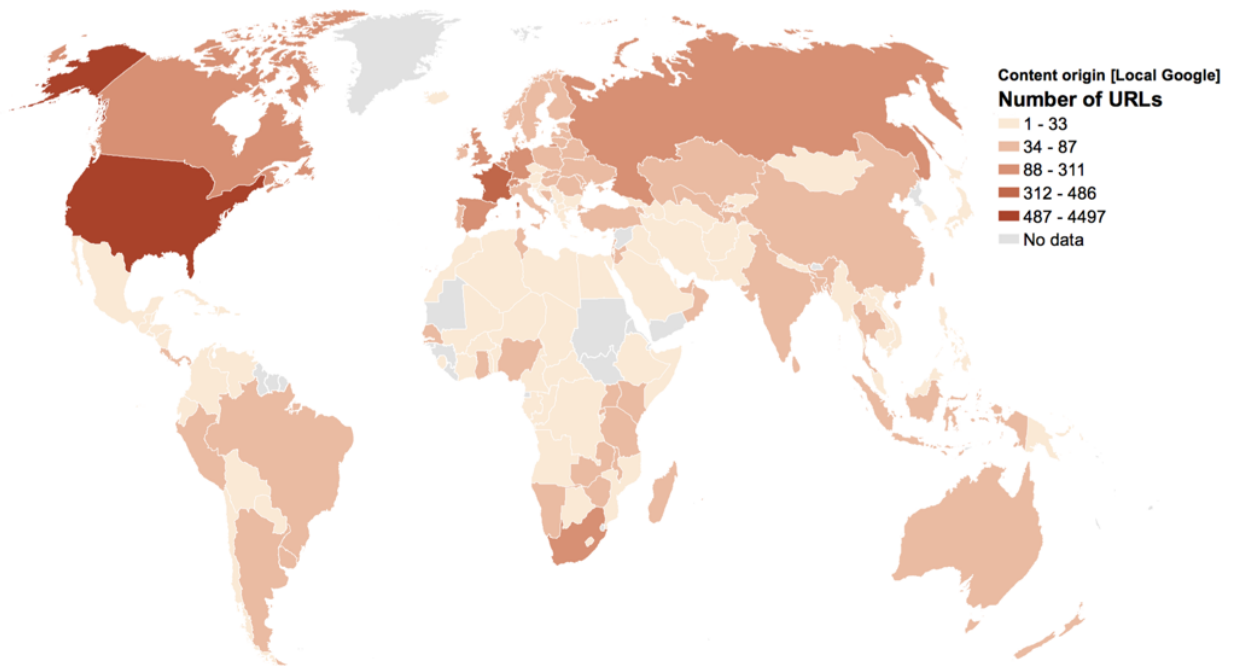 Content origin [Local Google]
Number of URLs
1 - 33
34 - 87
88 - 311
312 - 486
487 - 4497
No data